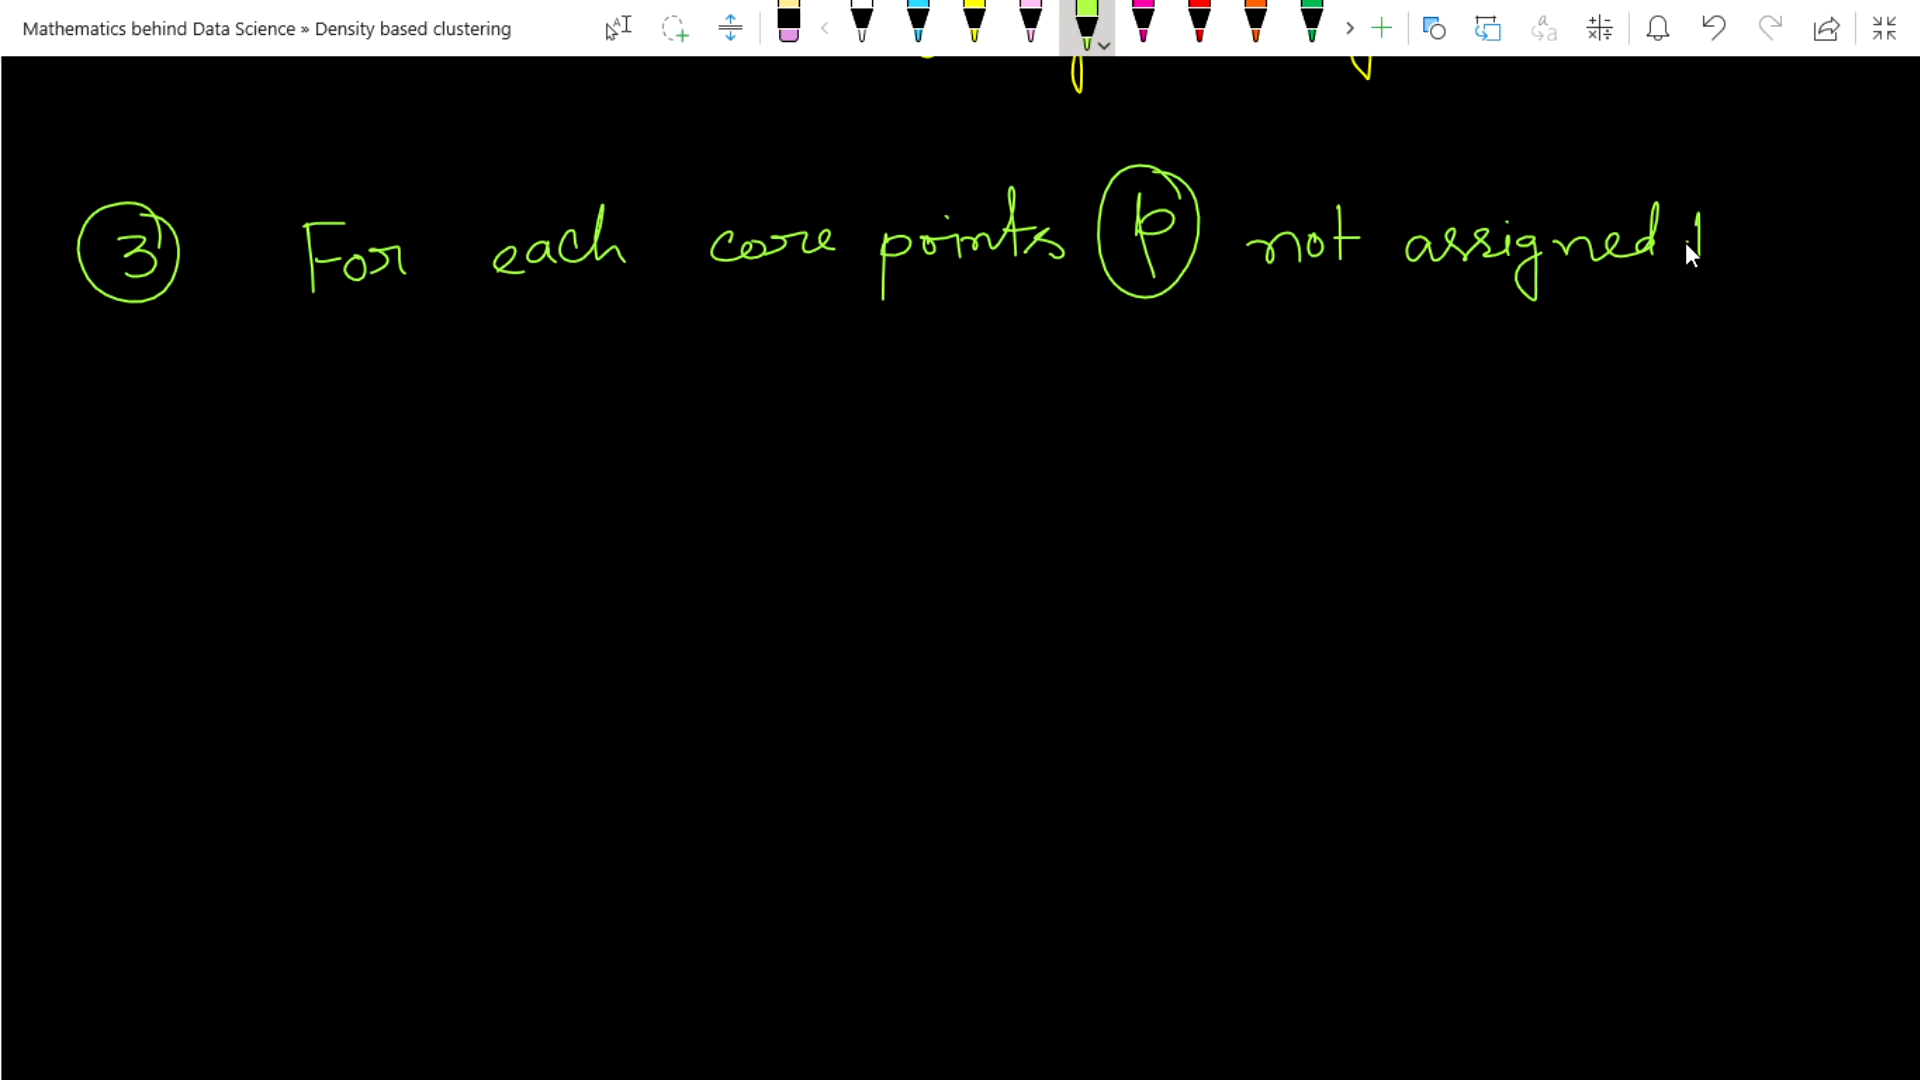 Mathematics behind Data Science » Density based clustering
3 For each core points p not assigned